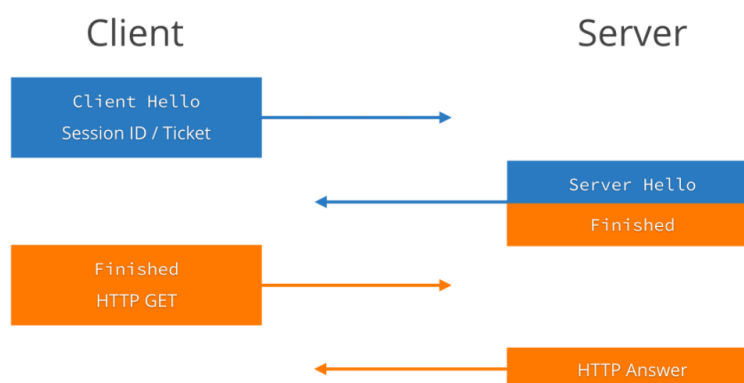 Client
Server
Client Hello
Session ID / Ticket
Server Hello
Finished
Finished
HTTP GET
HTTP Answer